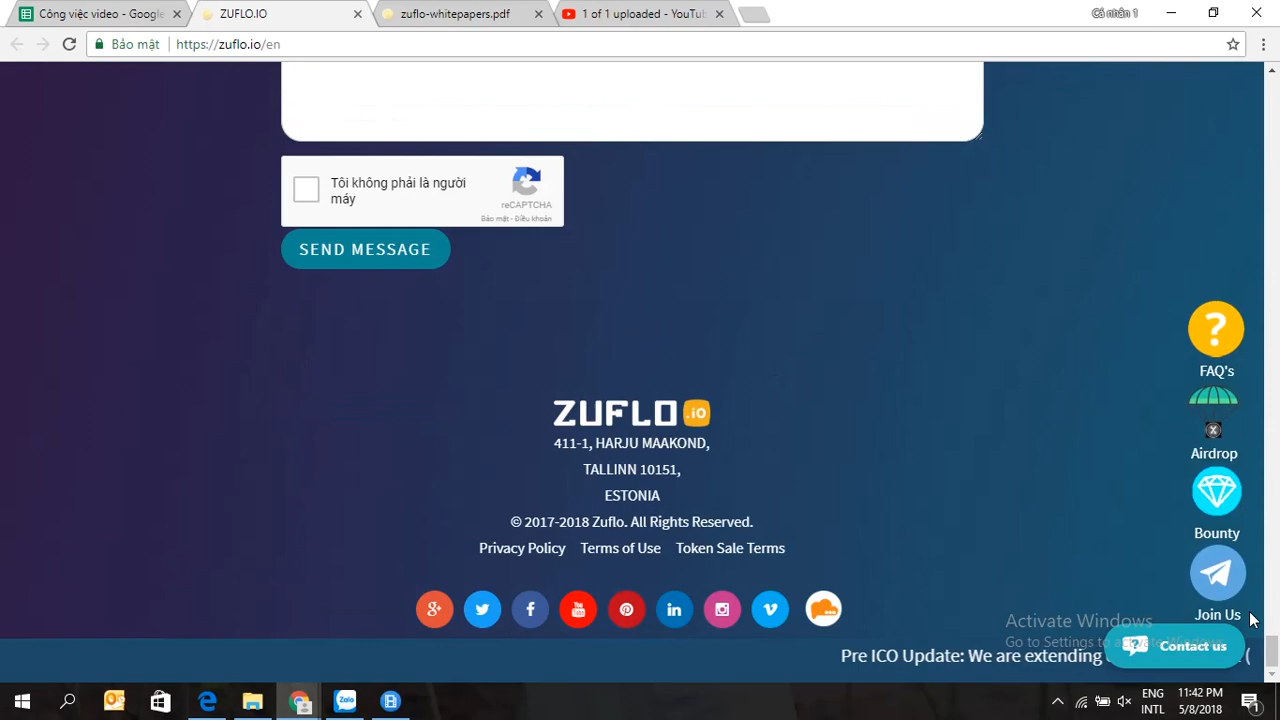 Công việc video - Google
ZUFLO.IO
zuflo-whitepapers.pdf
1 of 1 uploaded - YouTu
Cá nhân 1
Bảo mật
https://zuflo.io/en
Tôi không phải là người
máy
reCAPTCHA
Bảo mật - Điều khoản
SEND MESSAGE
?
FAQ's
Airdrop
Bounty
Join Us
ZUFLO.io
411-1, HARJU MAAKOND,
TALLINN 10151,
ESTONIA
© 2017-2018 Zuflo. All Rights Reserved.
Privacy Policy Terms of Use Token Sale Terms
Activate Windows
Go to Settings to activate Windows.
Contact us
Pre ICO Update: We are extending
Zalo
ENG
INTL
11:42 PM
5/8/2018